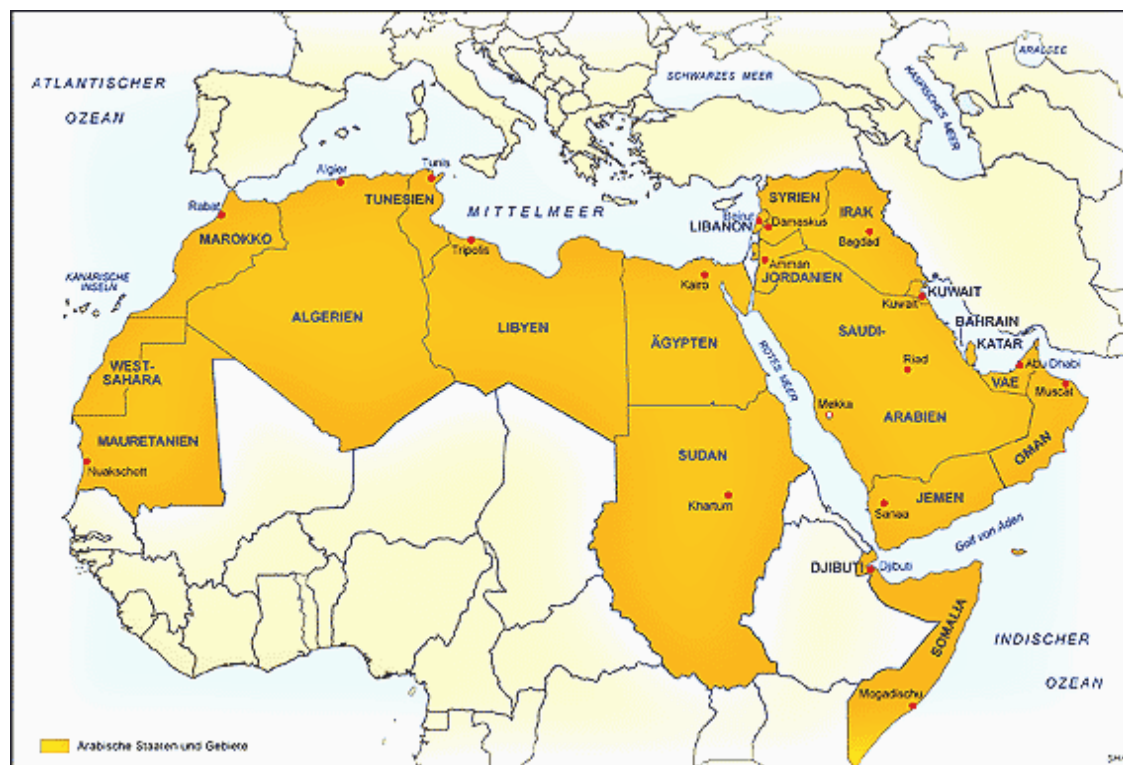 ATLANTISCHER
OZEAN
SCHWARZES MEER
KASPISCHES MEER
ARALSEE
Algier
Tunis
Rabat
TUNESIEN
MITTELMEER
MAROKKO
Tripolis
SYRIEN
Beirut
LIBANON
Damaskus
IRAK
Bagdad
Amman
JORDANIEN
Kairo
KANARISCHE
INSELN
KUWAIT
Kuwait
ALGERIEN
LIBYEN
ÄGYPTEN
SAUDI-
BAHRAIN
KATAR
ROTES MEER
Riad
Abu Dhabi
VAE
Muscat
WEST-
SAHARA
Mekka
ARABIEN
MAURETANIEN
Nuakschott
SUDAN
OMAN
Khartum
JEMEN
Sanaa
Golf von Aden
DJIBUTI
Djibuti
SOMALIA
INDISCHER
OZEAN
Mogadischu
Arabische Staaten und Gebiete